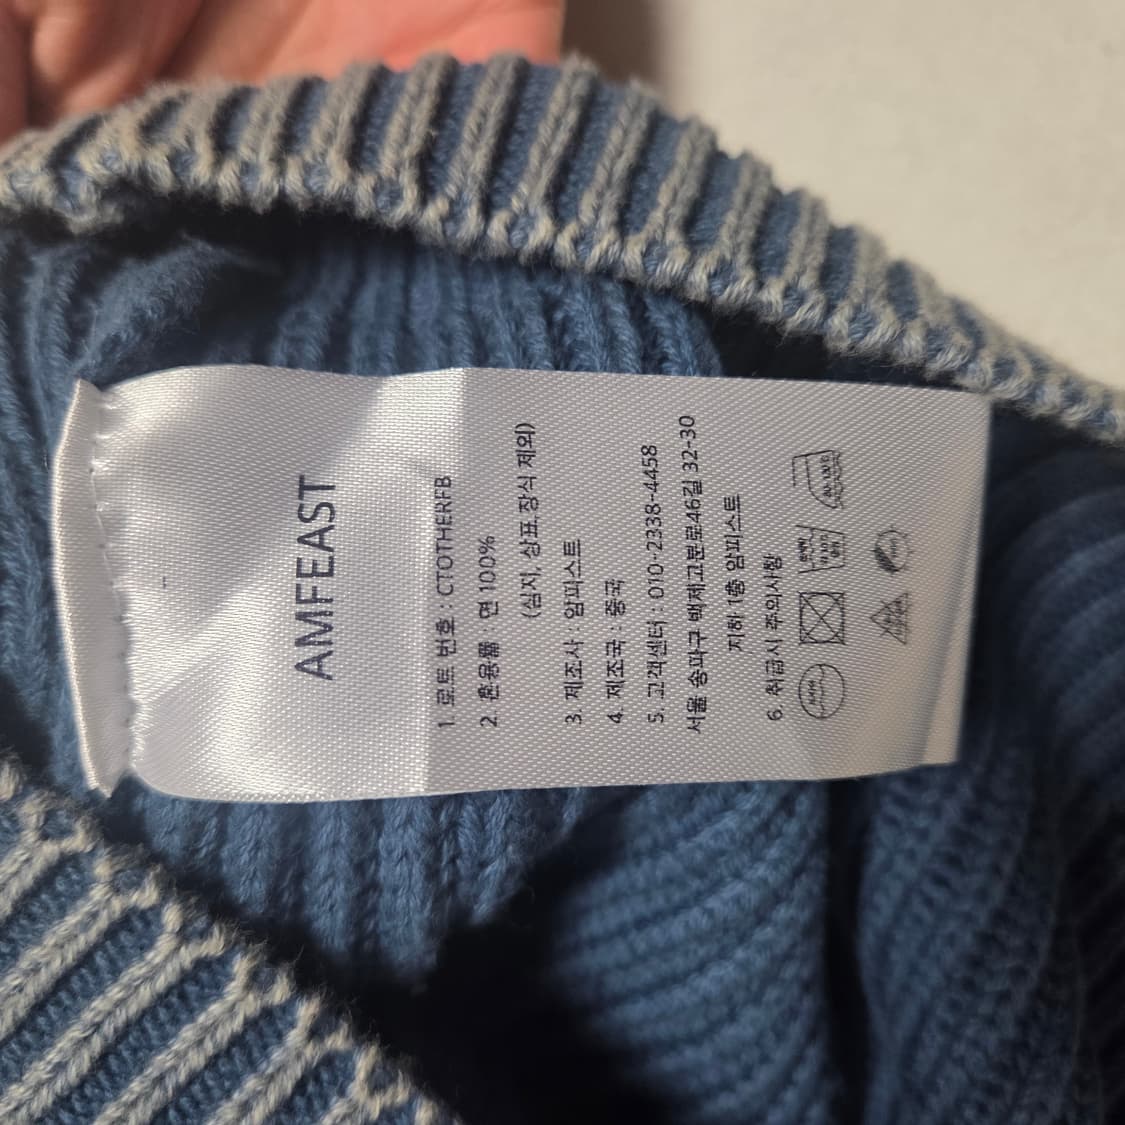 AMFEAST
1. 로트 번호 : CTOTHERFB
2. 혼용률 면 100%
(심지, 상표.장식 제외)
3. 제조사 암피스트
4. 제조국 : 중국
5. 고객센터 : 010-2338-4458
서울 송파구 백제고분로46길 32-30
지하 1층 암피스트
6. 취급시 주의사항